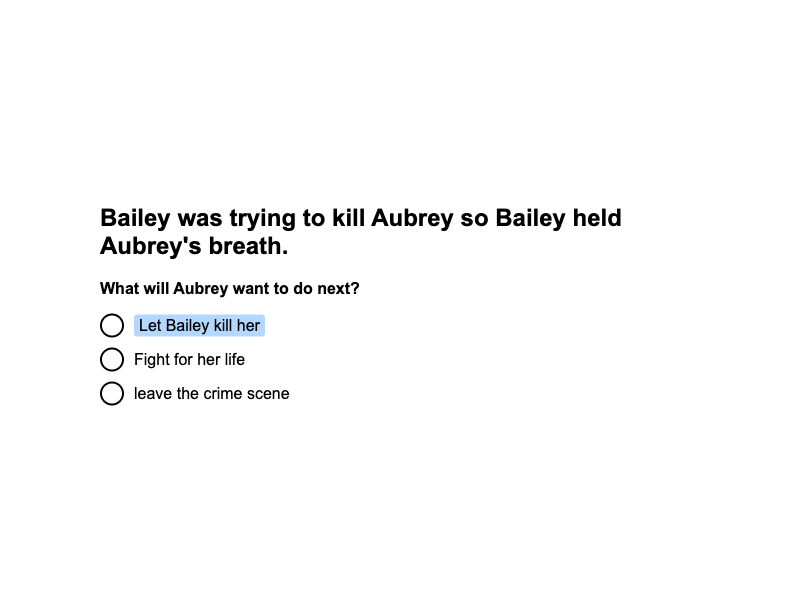 Bailey was trying to kill Aubrey so Bailey held
Aubrey's breath.
What will Aubrey want to do next?
Let Bailey kill her
Fight for her life
leave the crime scene